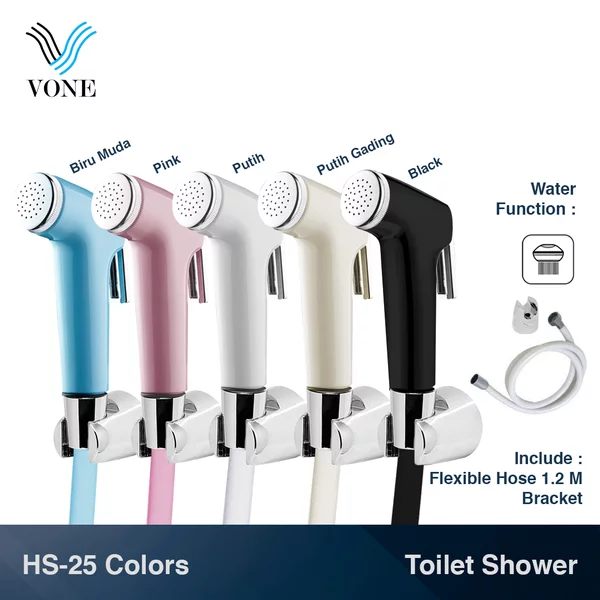 VONE
Biru Muda
Pink
Putih
Putih Gading
Black
Water
Function :
Include :
Flexible Hose 1.2 M
Bracket
HS-25 Colors
Toilet Shower